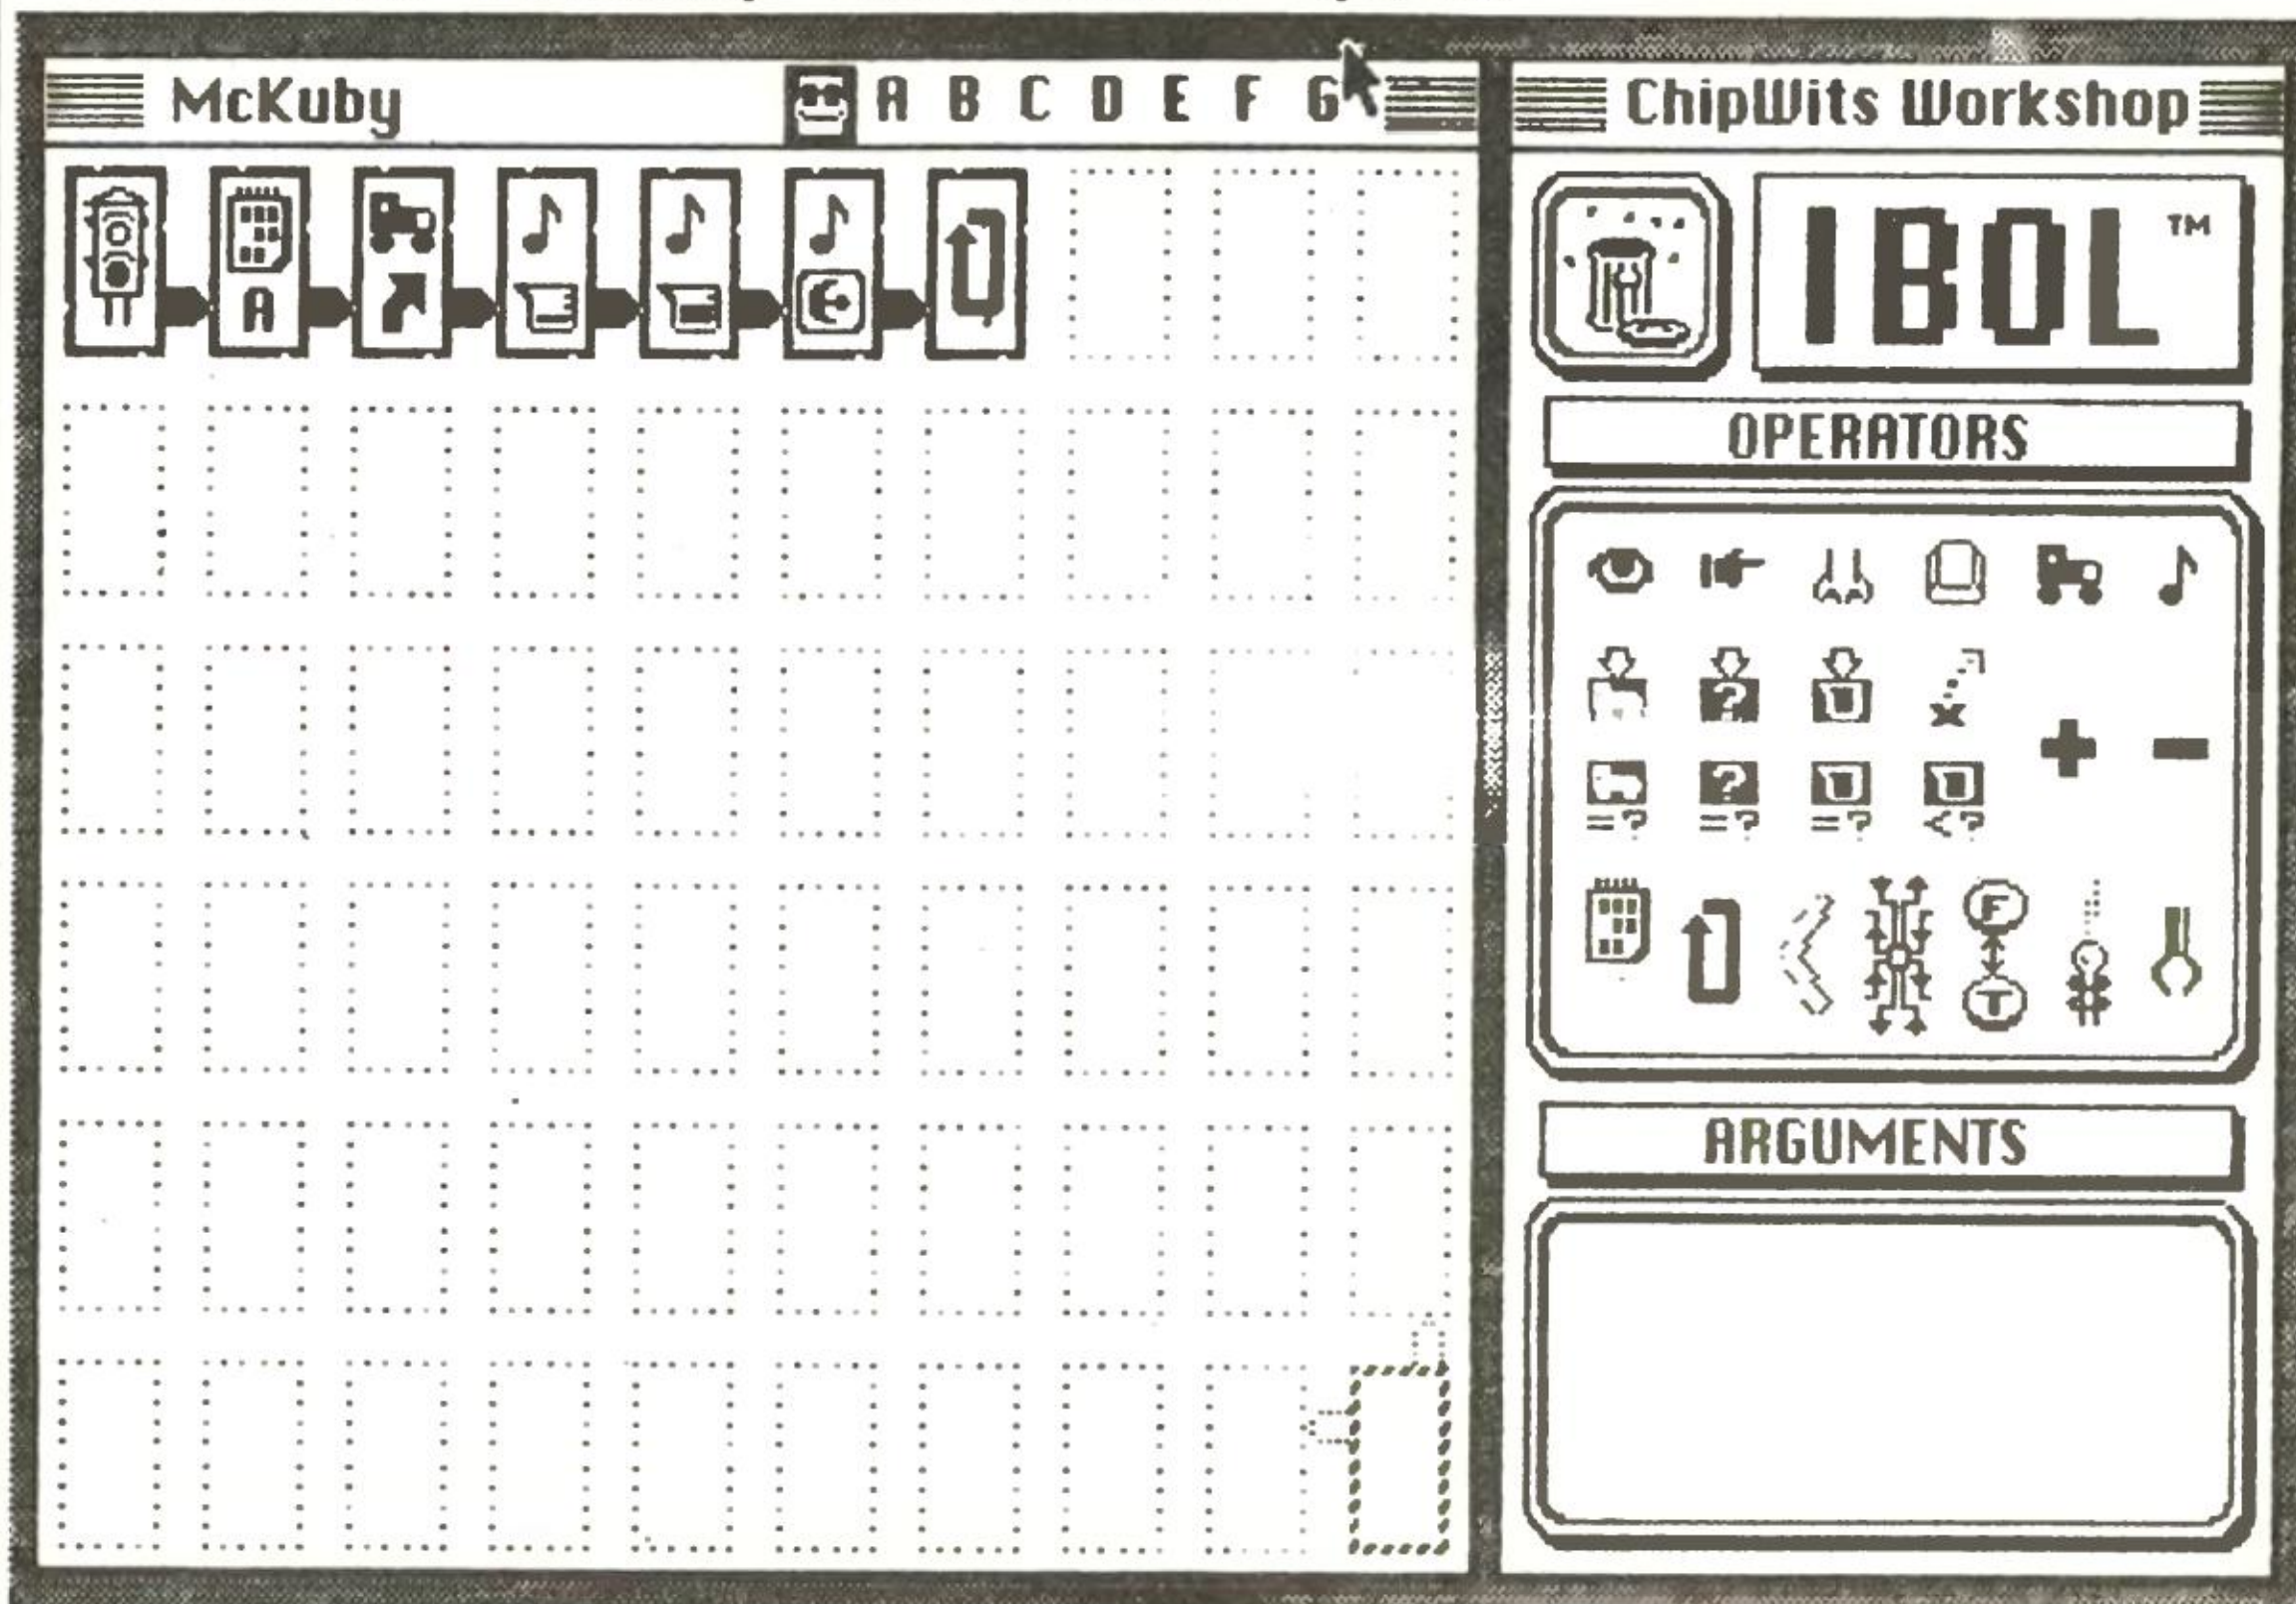 McKuby A B C D E F G
ChipWits Workshop
A
IBOL™
OPERATORS
?
=? ?=? =? <?
+ -
F
T
ARGUMENTS